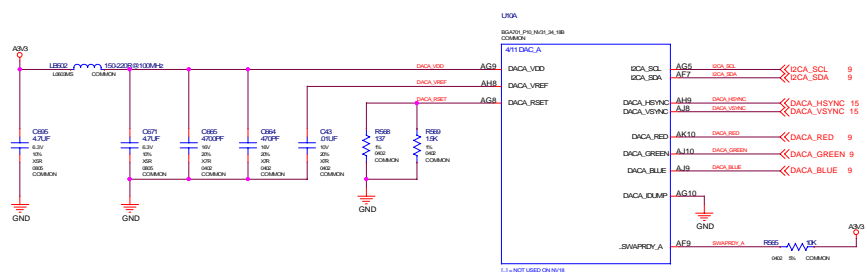 U10A
BGA701_P10_NV31_34_18B
COMMON
4/11 DAC_A
A3V3
LB502 150-220R@100MHz
L0603MS COMMON
DACA_VDD AG9 DACA_VDD
DACA_VREF AH8 DACA_VREF
DACA_RSET AG8 DACA_RSET
I2CA_SCL AG5 I2CA_SCL I2CA_SCL 9
I2CA_SDA AF7 I2CA_SDA I2CA_SDA 9
DACA_HSYNC AH9 DACA_HSYNC DACA_HSYNC 15
DACA_VSYNC AJ8 DACA_VSYNC DACA_VSYNC 15
DACA_RED AK10 DACA_RED DACA_RED 9
DACA_GREEN AJ10 DACA_GREEN DACA_GREEN 9
DACA_BLUE AJ9 DACA_BLUE DACA_BLUE 9
DACA_IDUMP AG10
GND
C695
4.7UF
6.3V
10%
X5R
0805
COMMON
GND
C671
4.7UF
6.3V
10%
X5R
0805
COMMON
GND
C665
4700PF
16V
20%
X7R
0402
COMMON
C664
470PF
16V
20%
X7R
0402
COMMON
C43
.01UF
10V
20%
X7R
0402
COMMON
R568
137
1%
0402
COMMON
R569
1.5K
1%
0402
COMMON
GND
A3V3
_SWAPRDY_A AF9 SWAPRDY_A R565 10K
0402 5% COMMON
[..] = NOT USED ON NV18